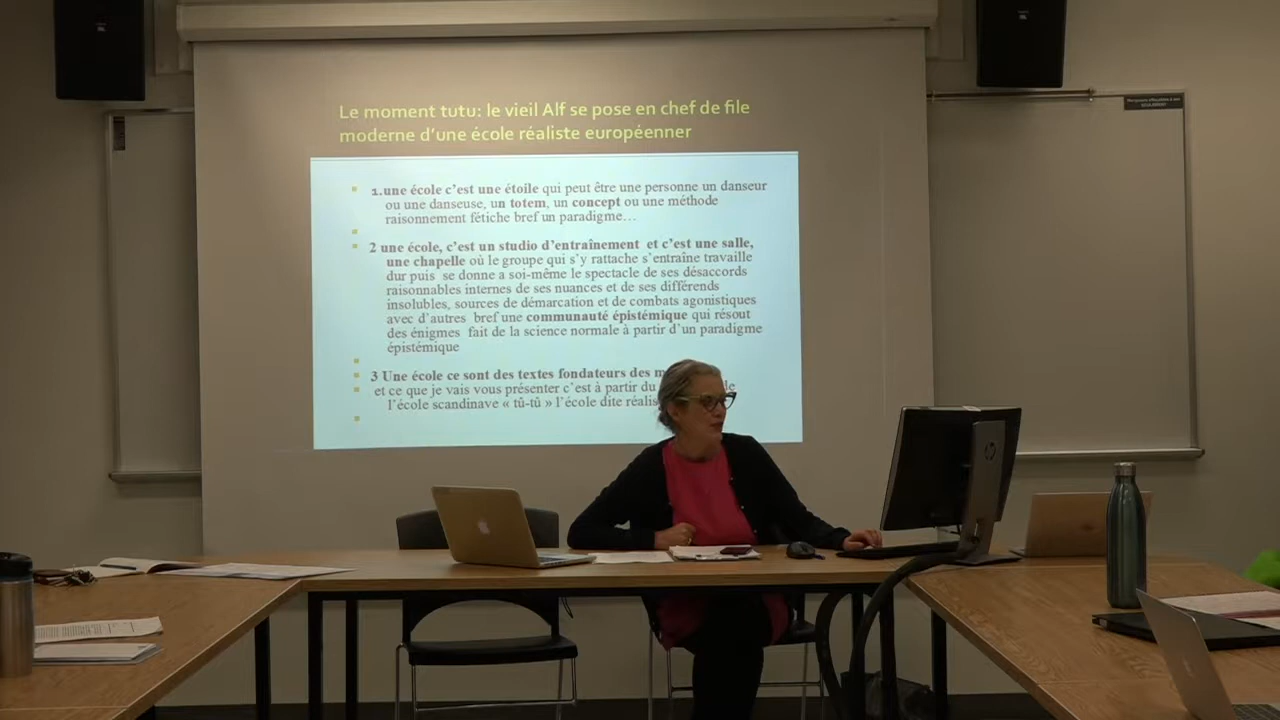 Le moment tutu: le vieil Alf se pose en chef de file
moderne d'une école réaliste européenner
1.une école c'est une étoile qui peut être une personne un danseur
ou une danseuse, un totem, un concept ou une méthode
raisonnement fétiche bref un paradigme…
2 une école, c'est un studio d'entraînement et c'est une salle,
une chapelle où le groupe qui s'y rattache s'entraîne travaille
dur puis se donne a soi-même le spectacle de ses désaccords
raisonnables internes de ses nuances et de ses différends
insolubles, sources de démarcation et de combats agonistiques
avec d'autres bref une communauté épistémique qui résout
des énigmes fait de la science normale à partir d'un paradigme
épistémique
3 Une école ce sont des textes fondateurs des
et ce que je vais vous présenter c'est à partir du
l'école scandinave « tû-tû » l'école dite
hp